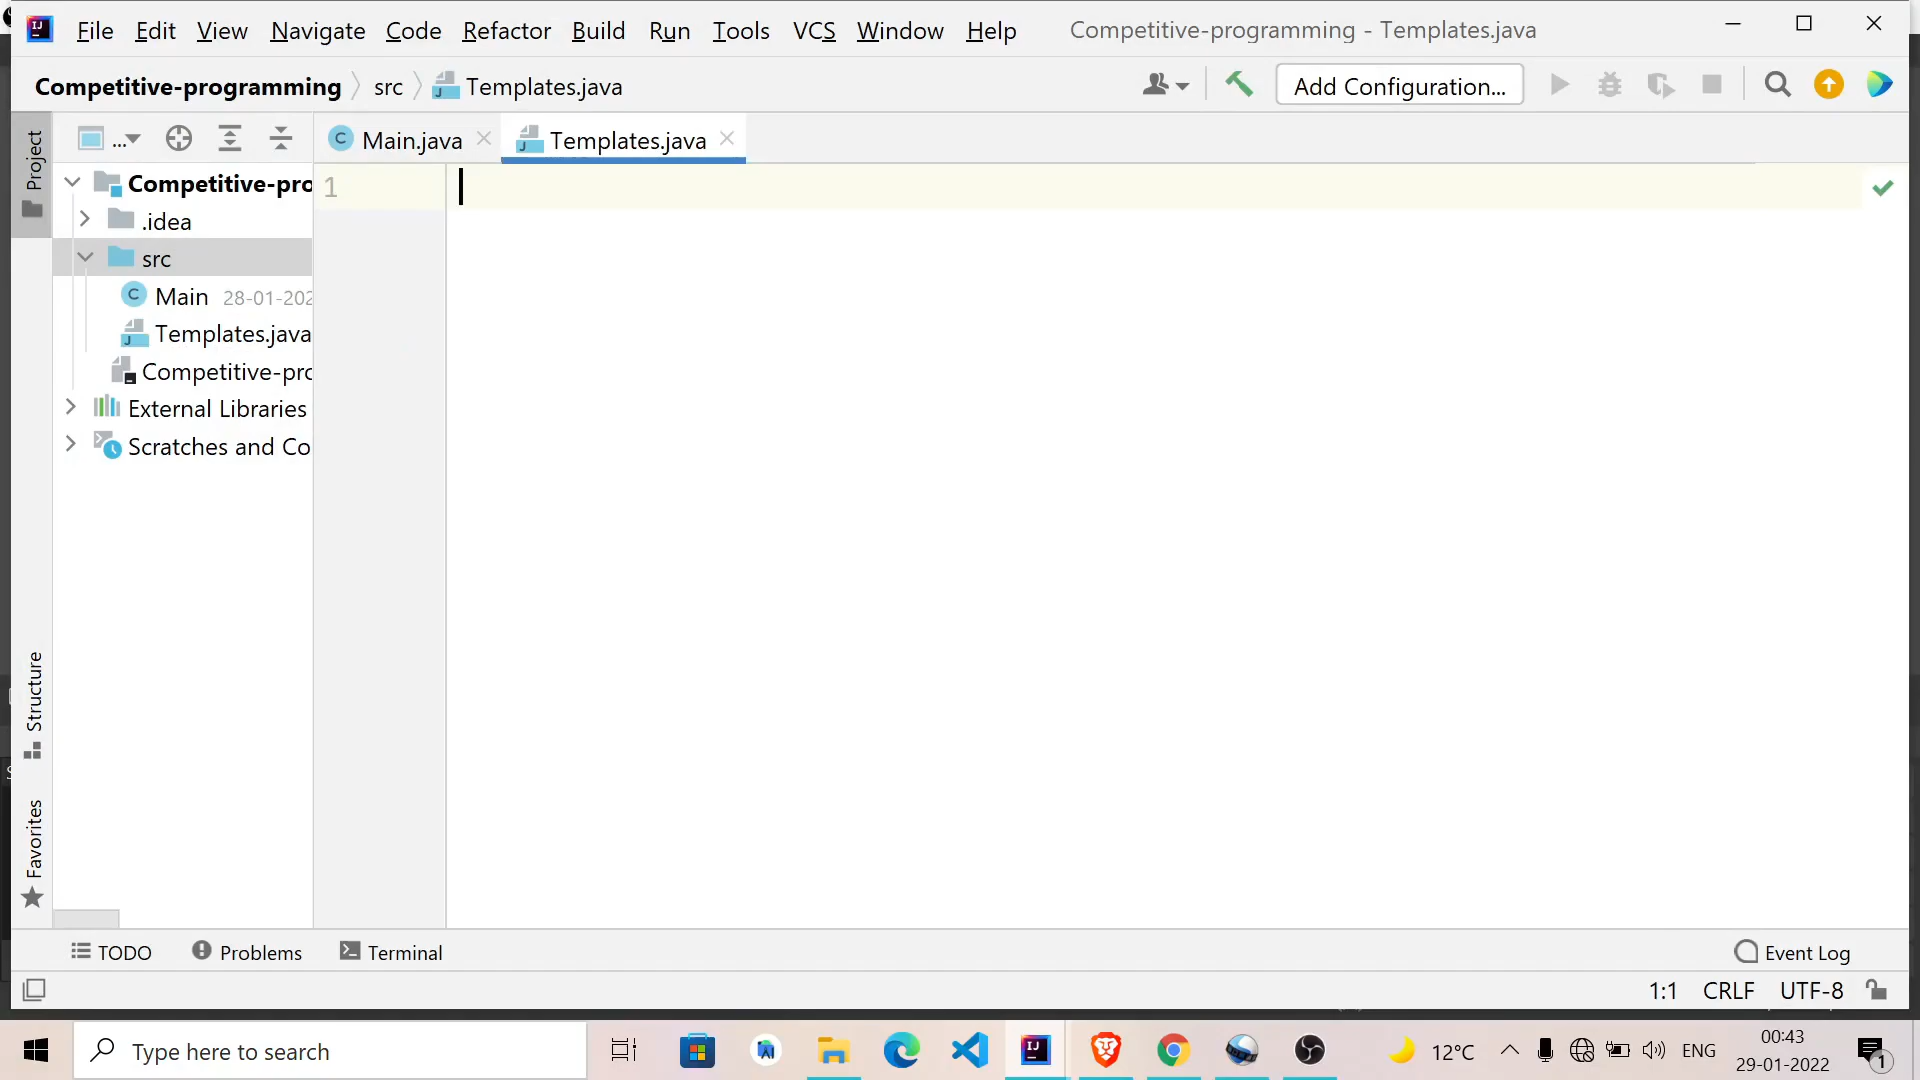 File Edit View Navigate Code Refactor Build Run Tools VCS Window Help Competitive-programming - Templates.java
Competitive-programming src Templates.java Add Configuration...
Project
... Main.java Templates.java
Competitive-pro
1
.idea
src
Main 28-01-202
Templates.java
Competitive-pro
External Libraries
Scratches and Co
Structure
Favorites
TODO Problems Terminal Event Log
1:1 CRLF UTF-8
Type here to search 12°C ENG 00:43
29-01-2022 1